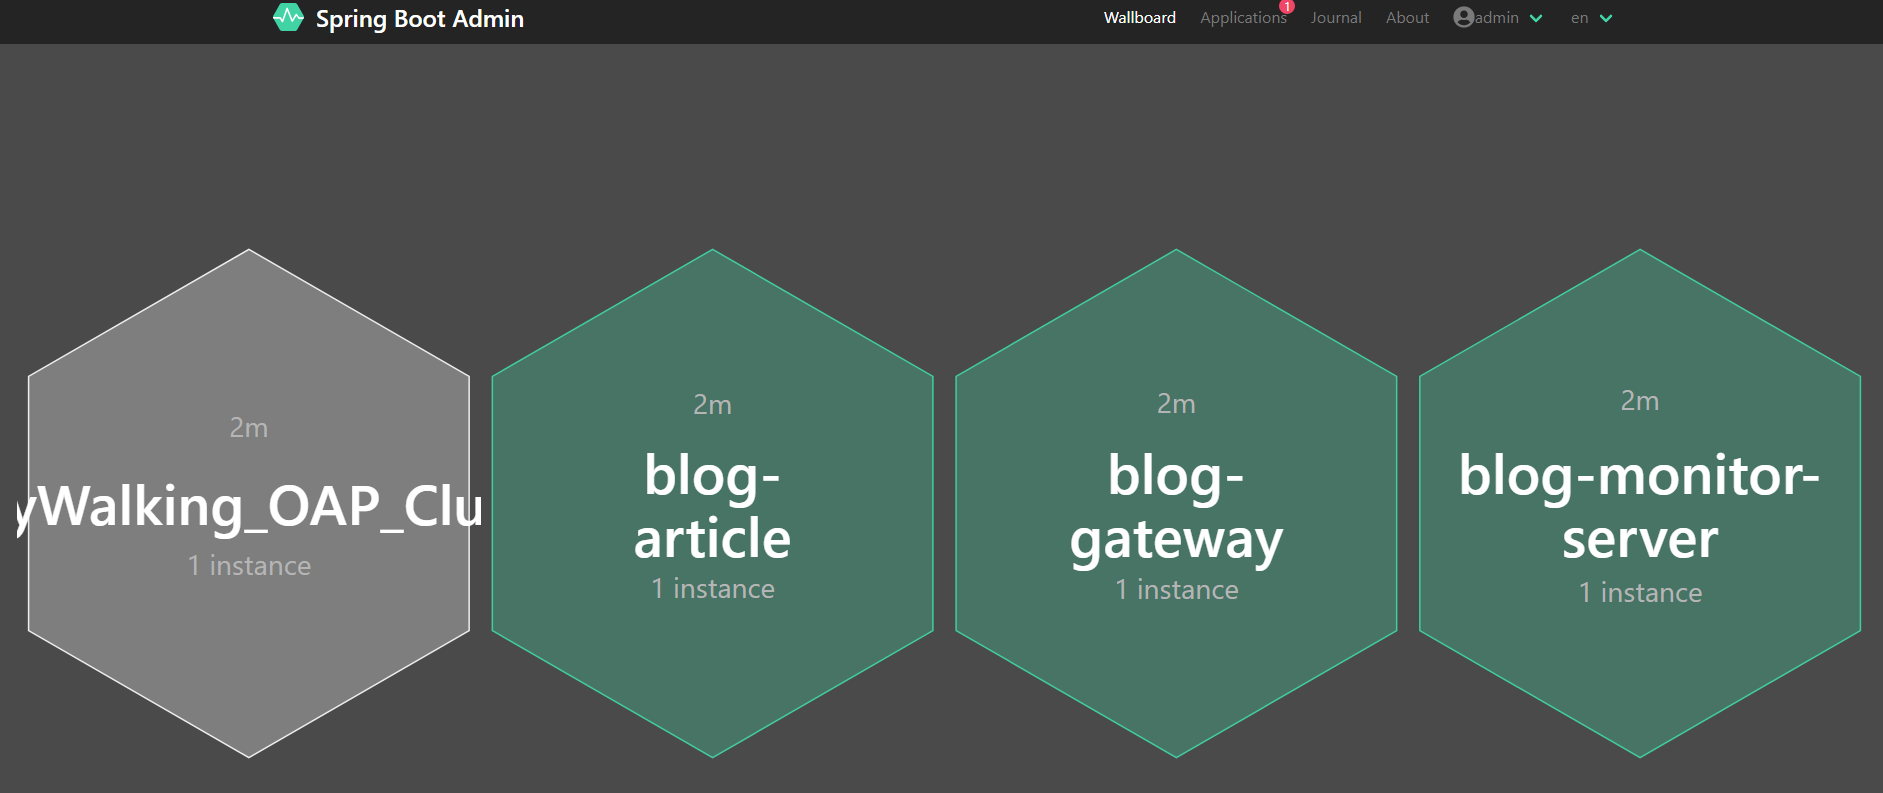 Spring Boot Admin
Wallboard
Applications
1
Journal
About
admin
en
2m
yWalking_OAP_Clu
1 instance
2m
blog-
article
1 instance
2m
blog-
gateway
1 instance
2m
blog-monitor-
server
1 instance